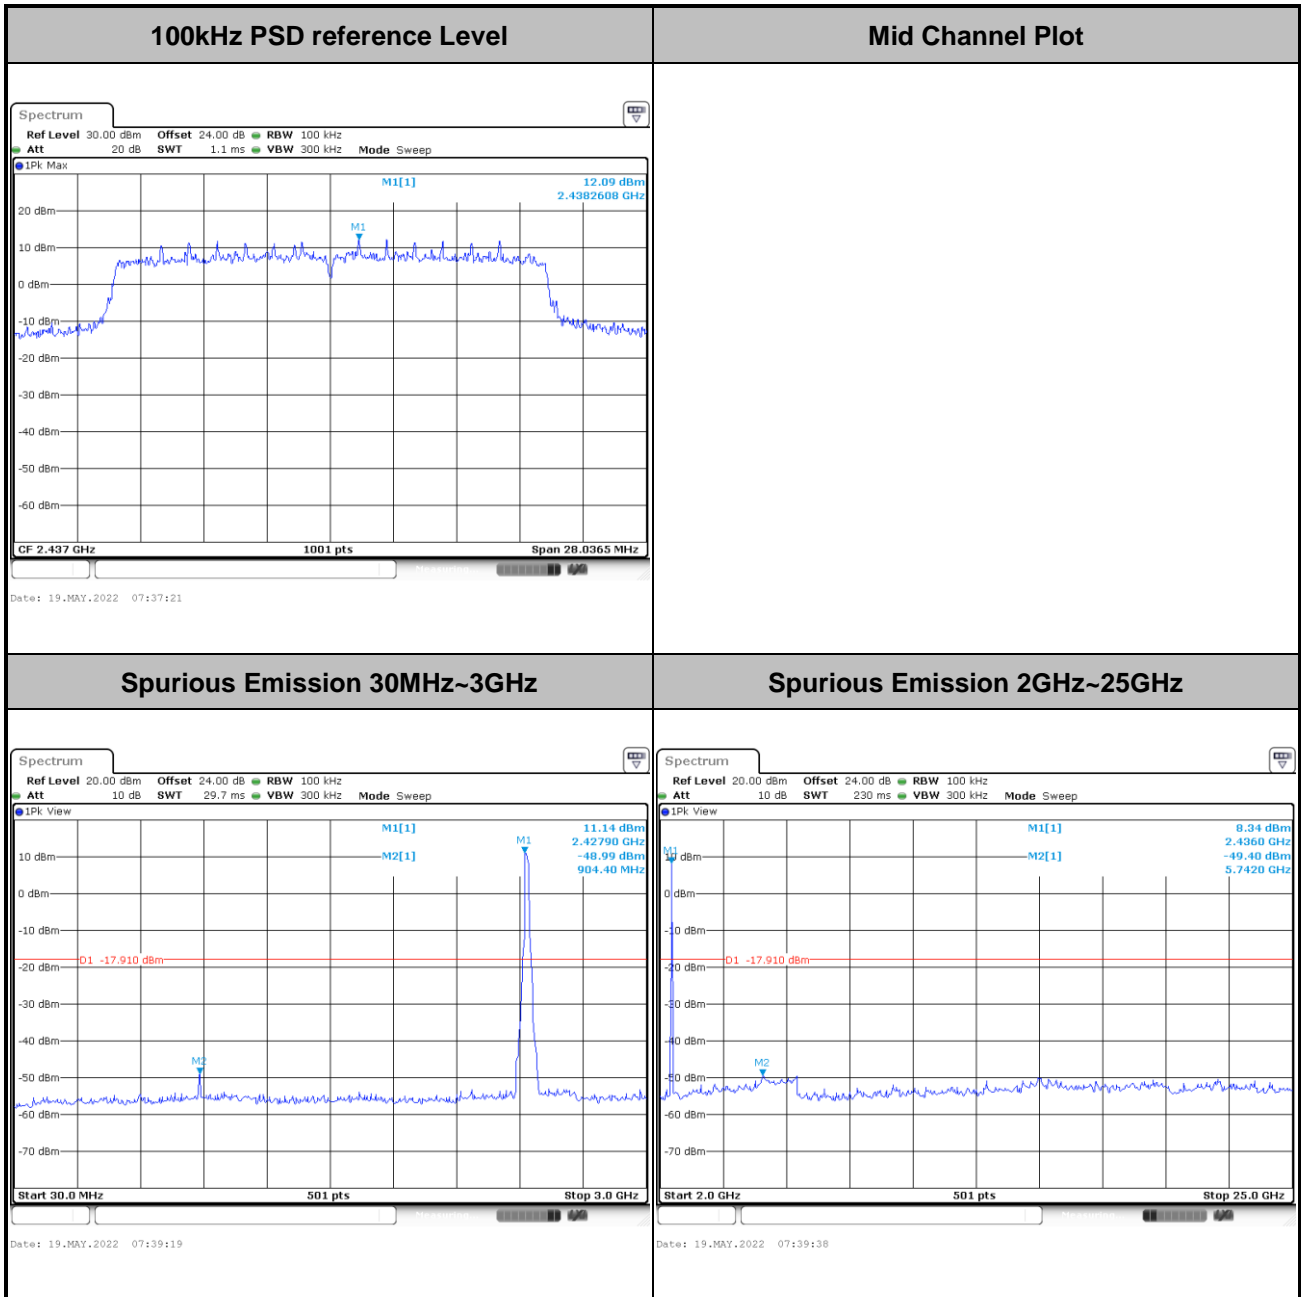 100kHz PSD reference Level
Mid Channel Plot
Spectrum
Ref Level 30.00 dBm Offset 24.00 dB RBW 100 kHz
Att 20 dB SWT 1.1 ms VBW 300 kHz Mode Sweep
1Pk Max
M1[1] 12.09 dBm
2.4382608 GHz
M1
20 dBm
10 dBm
0 dBm
-10 dBm
-20 dBm
-30 dBm
-40 dBm
-50 dBm
-60 dBm
CF 2.437 GHz 1001 pts Span 28.0365 MHz
Date: 19.MAY.2022 07:37:21
Spurious Emission 30MHz~3GHz
Spurious Emission 2GHz~25GHz
Spectrum
Ref Level 20.00 dBm Offset 24.00 dB RBW 100 kHz
Att 10 dB SWT 29.7 ms VBW 300 kHz Mode Sweep
1Pk View
M1[1] 11.14 dBm
2.42790 GHz
M2[1] -48.99 dBm
904.40 MHz
M1
10 dBm
0 dBm
-10 dBm
D1 -17.910 dBm
-20 dBm
-30 dBm
-40 dBm
M2
-50 dBm
-60 dBm
-70 dBm
Start 30.0 MHz 501 pts Stop 3.0 GHz
Date: 19.MAY.2022 07:39:19
Spectrum
Ref Level 20.00 dBm Offset 24.00 dB RBW 100 kHz
Att 10 dB SWT 230 ms VBW 300 kHz Mode Sweep
1Pk View
M1[1] 8.34 dBm
2.4360 GHz
M2[1] -49.40 dBm
5.7420 GHz
M1
10 dBm
0 dBm
-10 dBm
D1 -17.910 dBm
-20 dBm
-30 dBm
-40 dBm
M2
-50 dBm
-60 dBm
-70 dBm
Start 2.0 GHz 501 pts Stop 25.0 GHz
Date: 19.MAY.2022 07:39:38